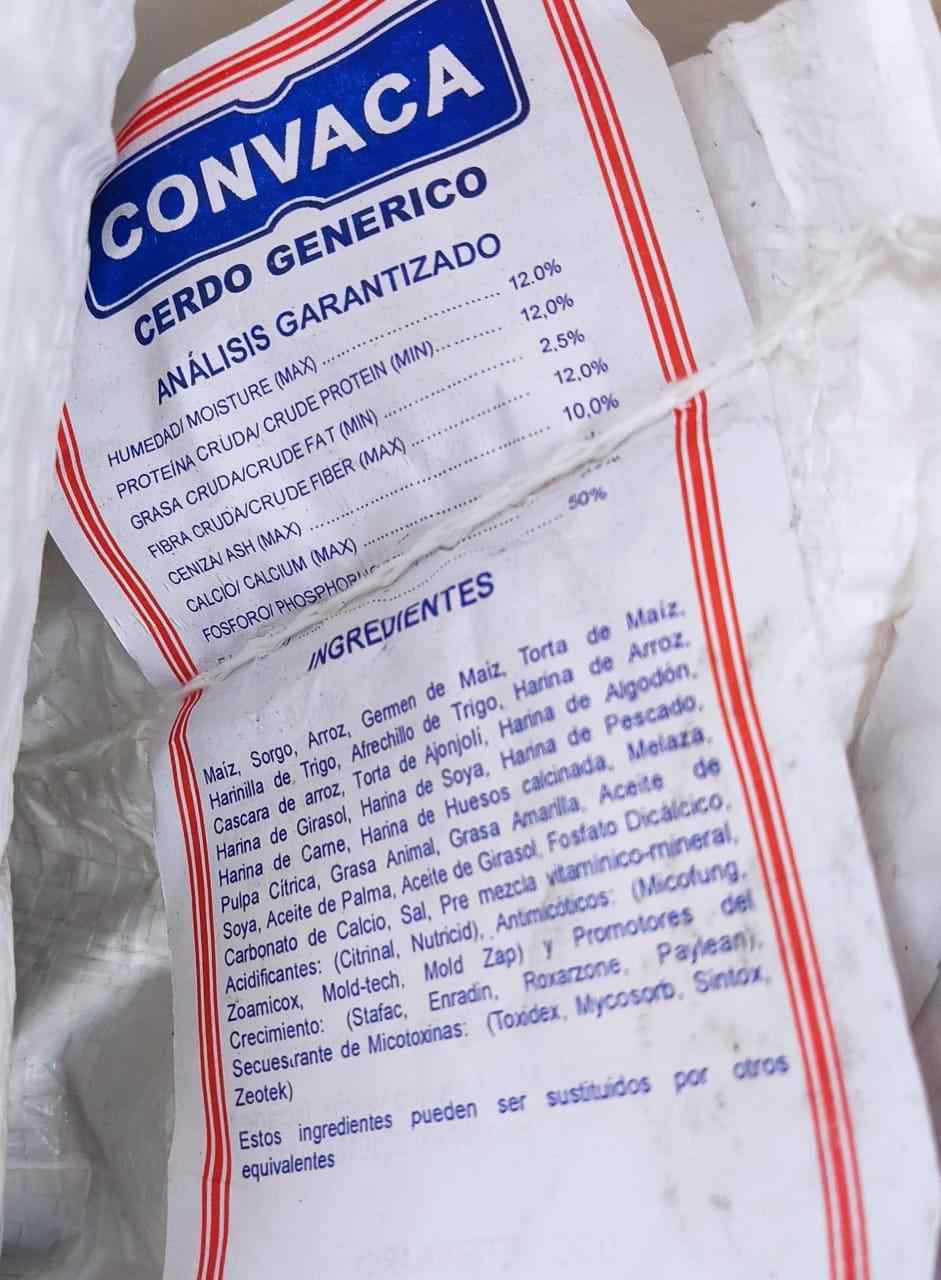 CONVACA
CERDO GENERICO
ANÁLISIS GARANTIZADO
HUMEDAD/ MOISTURE (MAX) .......................... 12.0%
PROTEÍNA CRUDA/ CRUDE PROTEIN (MIN)............ 12,0%
GRASA CRUDA/CRUDE FAT (MIN) ..................... 2,5%
FIBRA CRUDA/CRUDE FIBER (MAX) .................. 12,0%
CENIZA/ ASH (MAX) .................................... 10,0%
CALCIO/ CALCIUM (MAX)
FOSFORO/ PHOSPHORU 50%
INGREDIENTES
Maíz, Sorgo, Arroz, Germen de Maiz, Torta de Maíz,
Harinilla de Trigo, Afrechillo de Trigo, Harina de Arroz,
Cascara de arroz, Torta de Ajonjoli, Harina de Algodón,
Harina de Girasol, Harina de Soya, Harina de Pescado,
Harina de Carne, Harina de Huesos calcinada, Melaza,
Pulpa Cítrica, Grasa Animal, Grasa Amarilla, Aceite de
Soya, Aceite de Palma, Aceite de Girasol, Fosfato Dicálcico,
Carbonato de Calcio, Sal, Pre mezcla vitamínico-mineral,
Acidificantes: (Citrinal, Nutricid), Antimicóticos: (Micofung,
Zoamicox, Mold-tech, Mold Zap) y Promotores del
Crecimiento: (Stafac, Enradin, Roxarzone, Paylean),
Secuestrante de Micotoxinas: (Toxidex, Mycosorb, Sintox,
Zeotek)
Estos ingredientes pueden ser sustituidos por otros
equivalentes